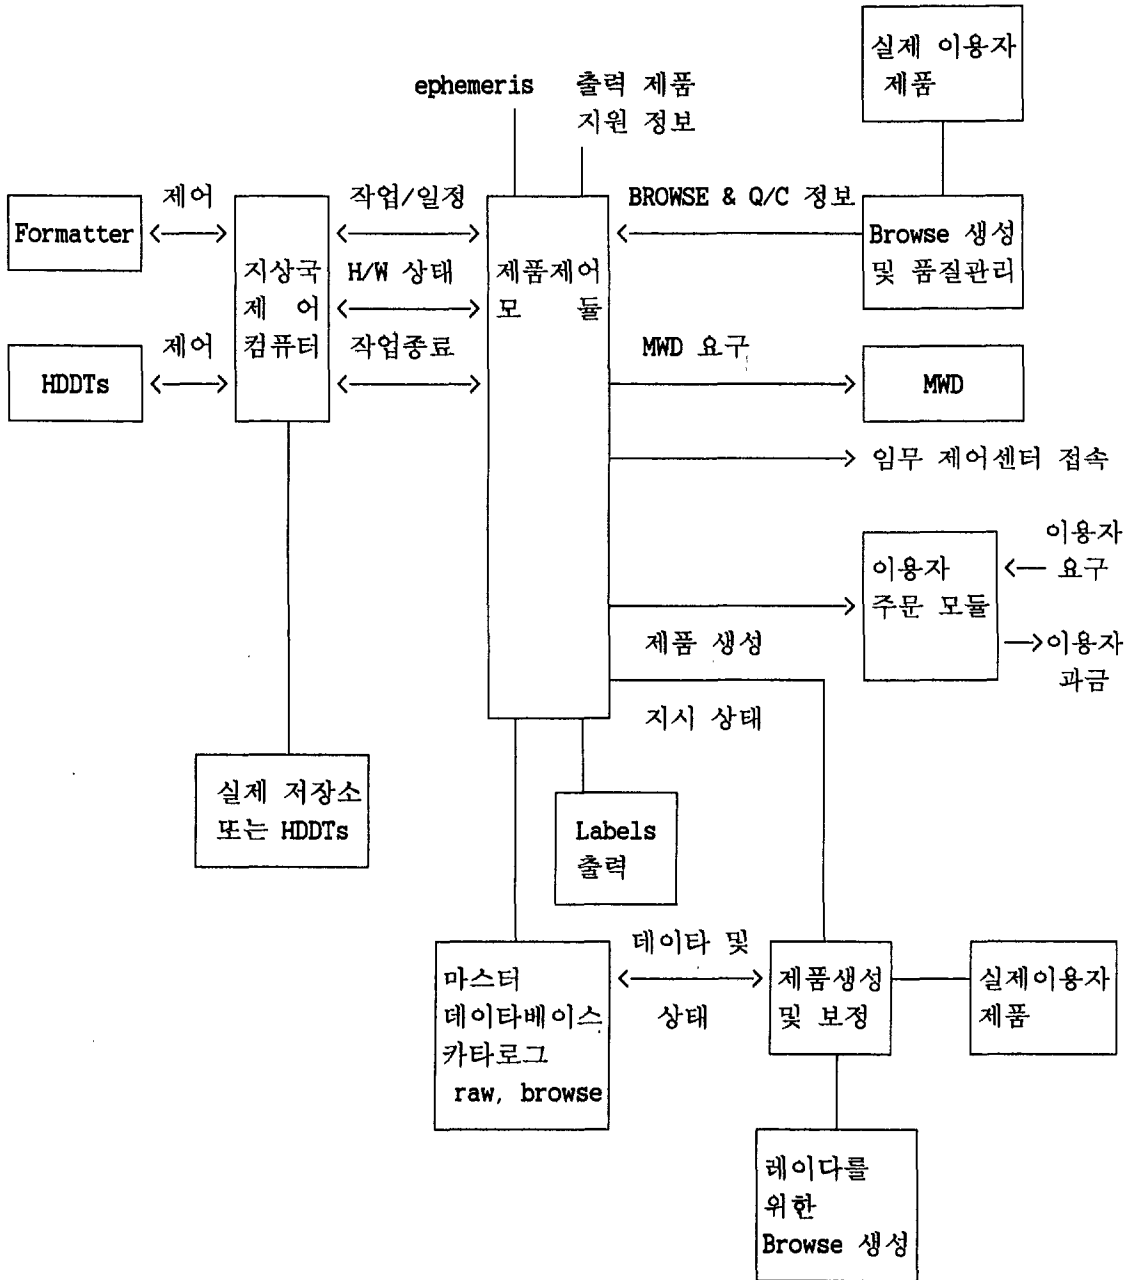 실제 이용자
제품
ephemeris
출력 제품
지원 정보
제어
작업/일정
BROWSE & Q/C 정보
Formatter
지상국
제 어
컴퓨터
H/W 상태
제품제어
모 듈
Browse 생성
및 품질관리
제어
작업종료
MWD 요구
HDDTs
MWD
임무 제어센터 접속
이용자
주문 모듈
이용자
요구
이용자
과금
제품 생성
지시 상태
실제 저장소
또는 HDDTs
Labels
출력
마스터
데이타베이스
카타로그
raw, browse
데이타 및
상태
제품생성
및 보정
실제이용자
제품
레이다를
위한
Browse 생성